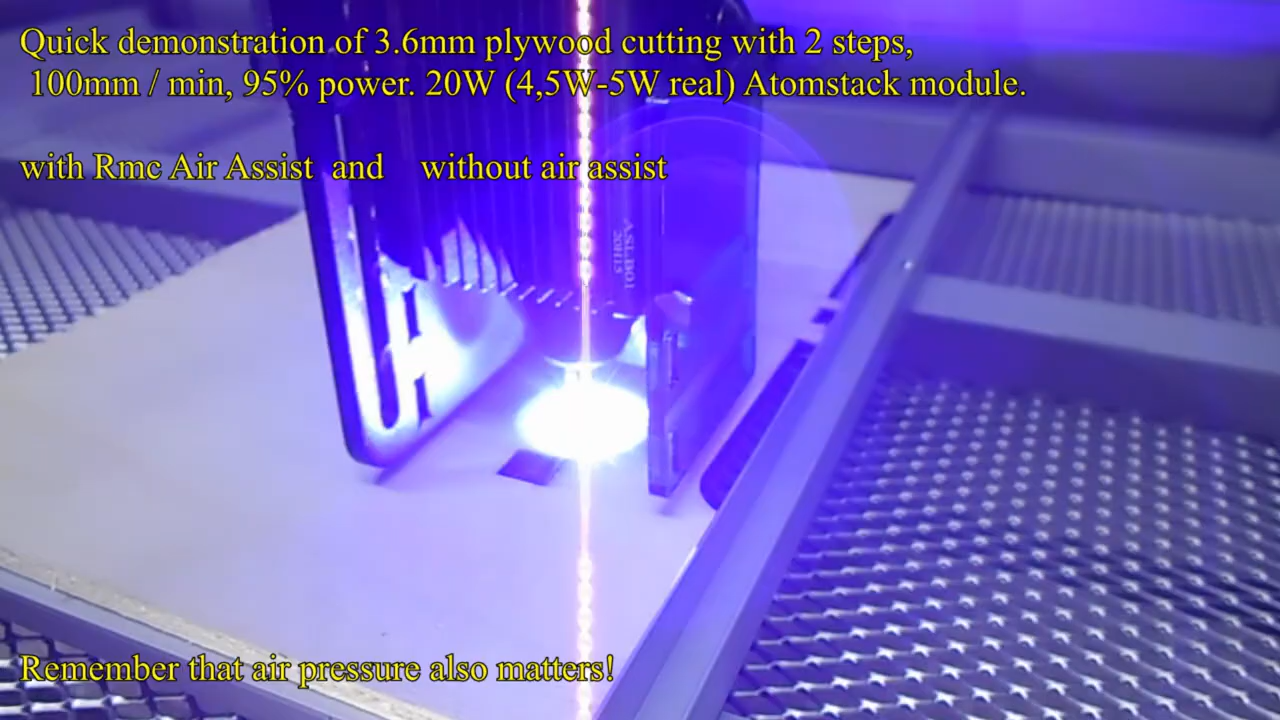 Quick demonstration of 3.6mm plywood cutting with 2 steps,
100mm / min, 95% power. 20W (4,5W-5W real) Atomstack module.
with Rmc Air Assist and without air assist
Remember that air pressure also matters!